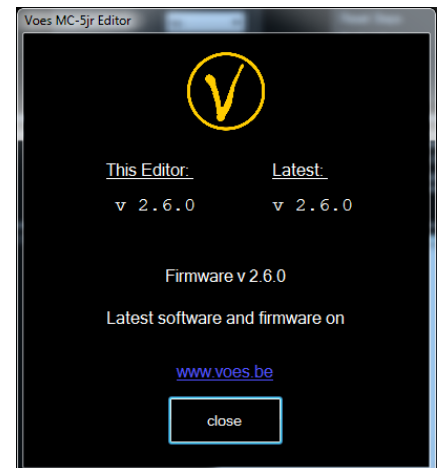 Voes MC-5jr Editor
V
This Editor: Latest:
v 2.6.0 v 2.6.0
Firmware v 2.6.0
Latest software and firmware on
www.voes.be
close